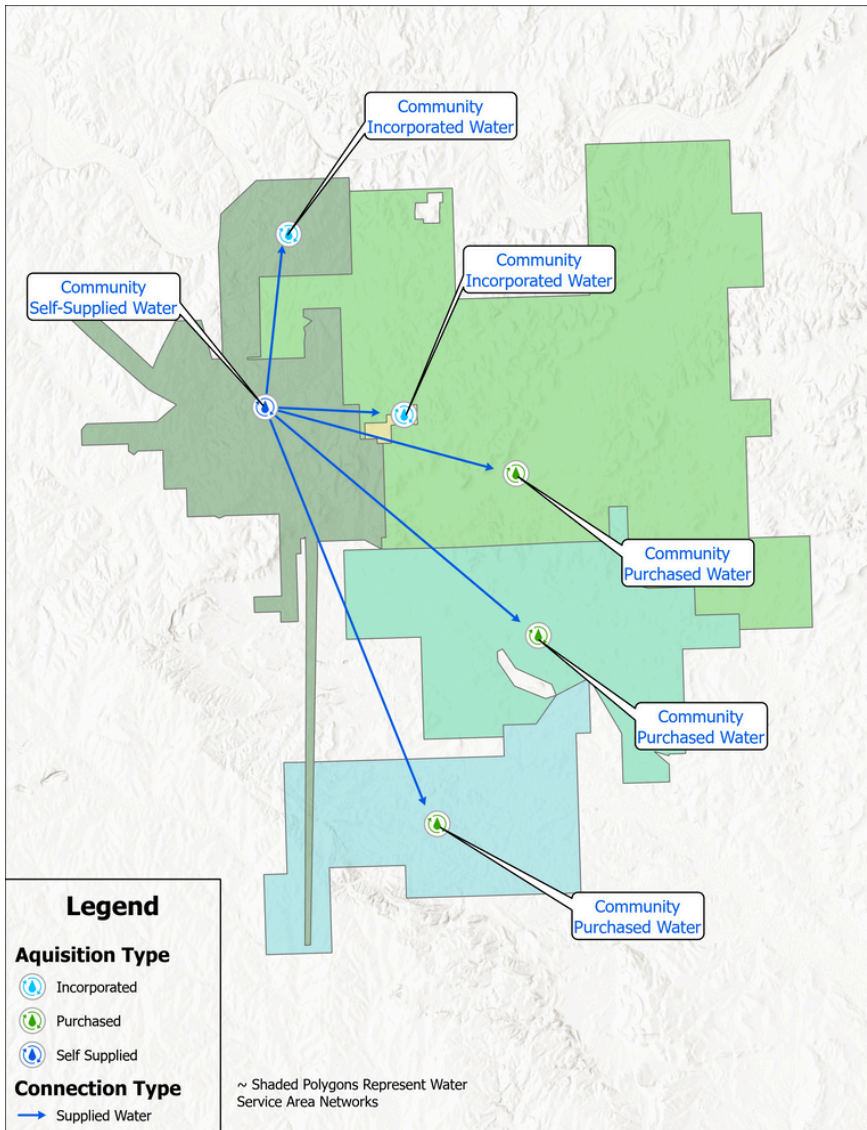 Community
Incorporated Water
Community
Incorporated Water
Community
Self-Supplied Water
Community
Purchased Water
Community
Purchased Water
Community
Purchased Water
Legend
Aquisition Type
Incorporated
Purchased
Self Supplied
Connection Type
Supplied Water
~ Shaded Polygons Represent Water
Service Area Networks